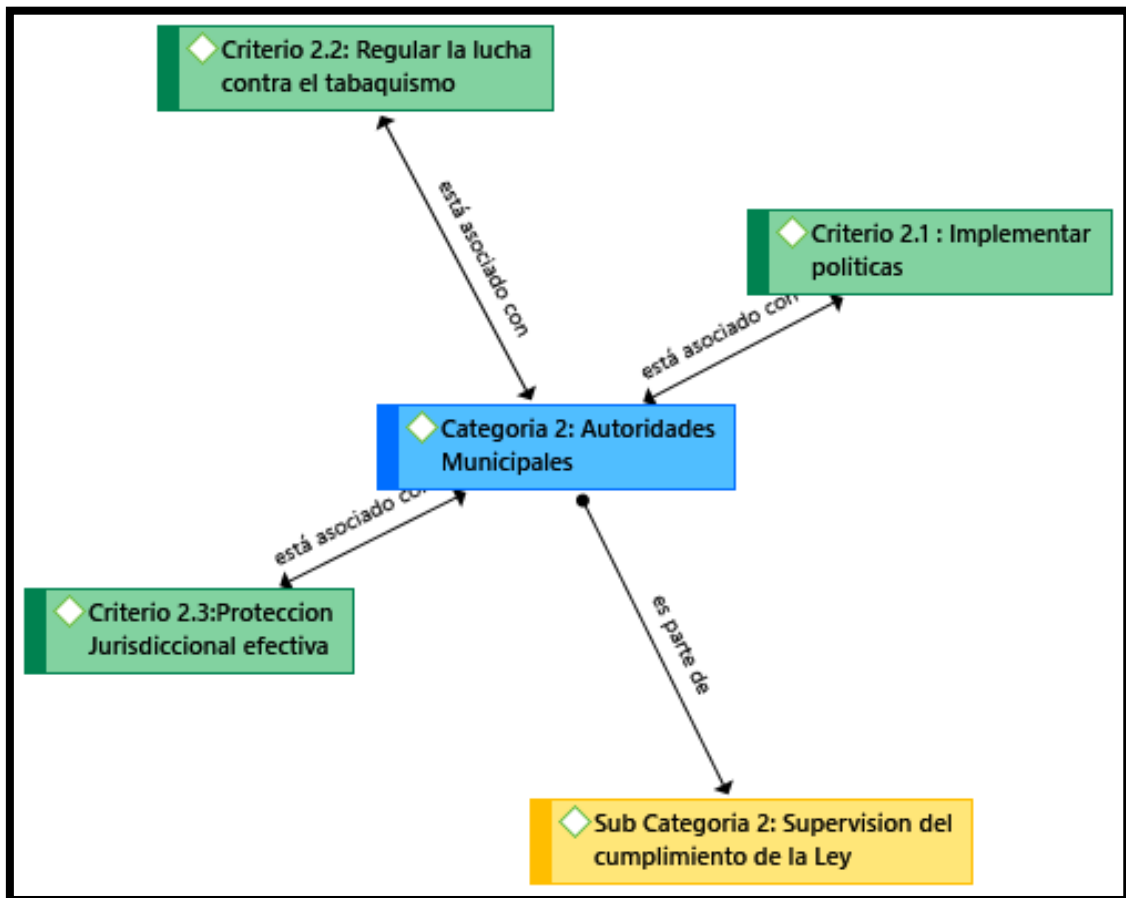 Criterio 2.2: Regular la lucha
contra el tabaquismo
está asociado con
Criterio 2.1 : Implementar
politicas
está asociado con
Categoria 2: Autoridades
Municipales
está asociado con
Criterio 2.3:Proteccion
Jurisdiccional efectiva
es parte de
Sub Categoria 2: Supervision del
cumplimiento de la Ley